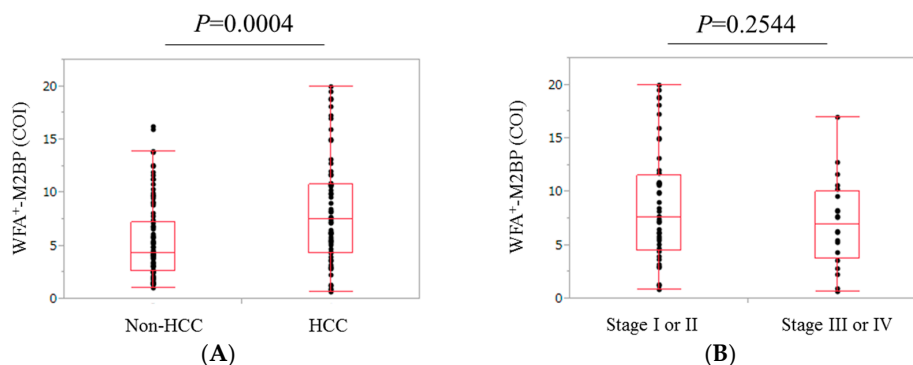 P=0.0004
WFA⁺-M2BP (COI)
20
15
10
5
0
Non-HCC
HCC
(A)
P=0.2544
WFA⁺-M2BP (COI)
20
15
10
5
0
Stage I or II
Stage III or IV
(B)